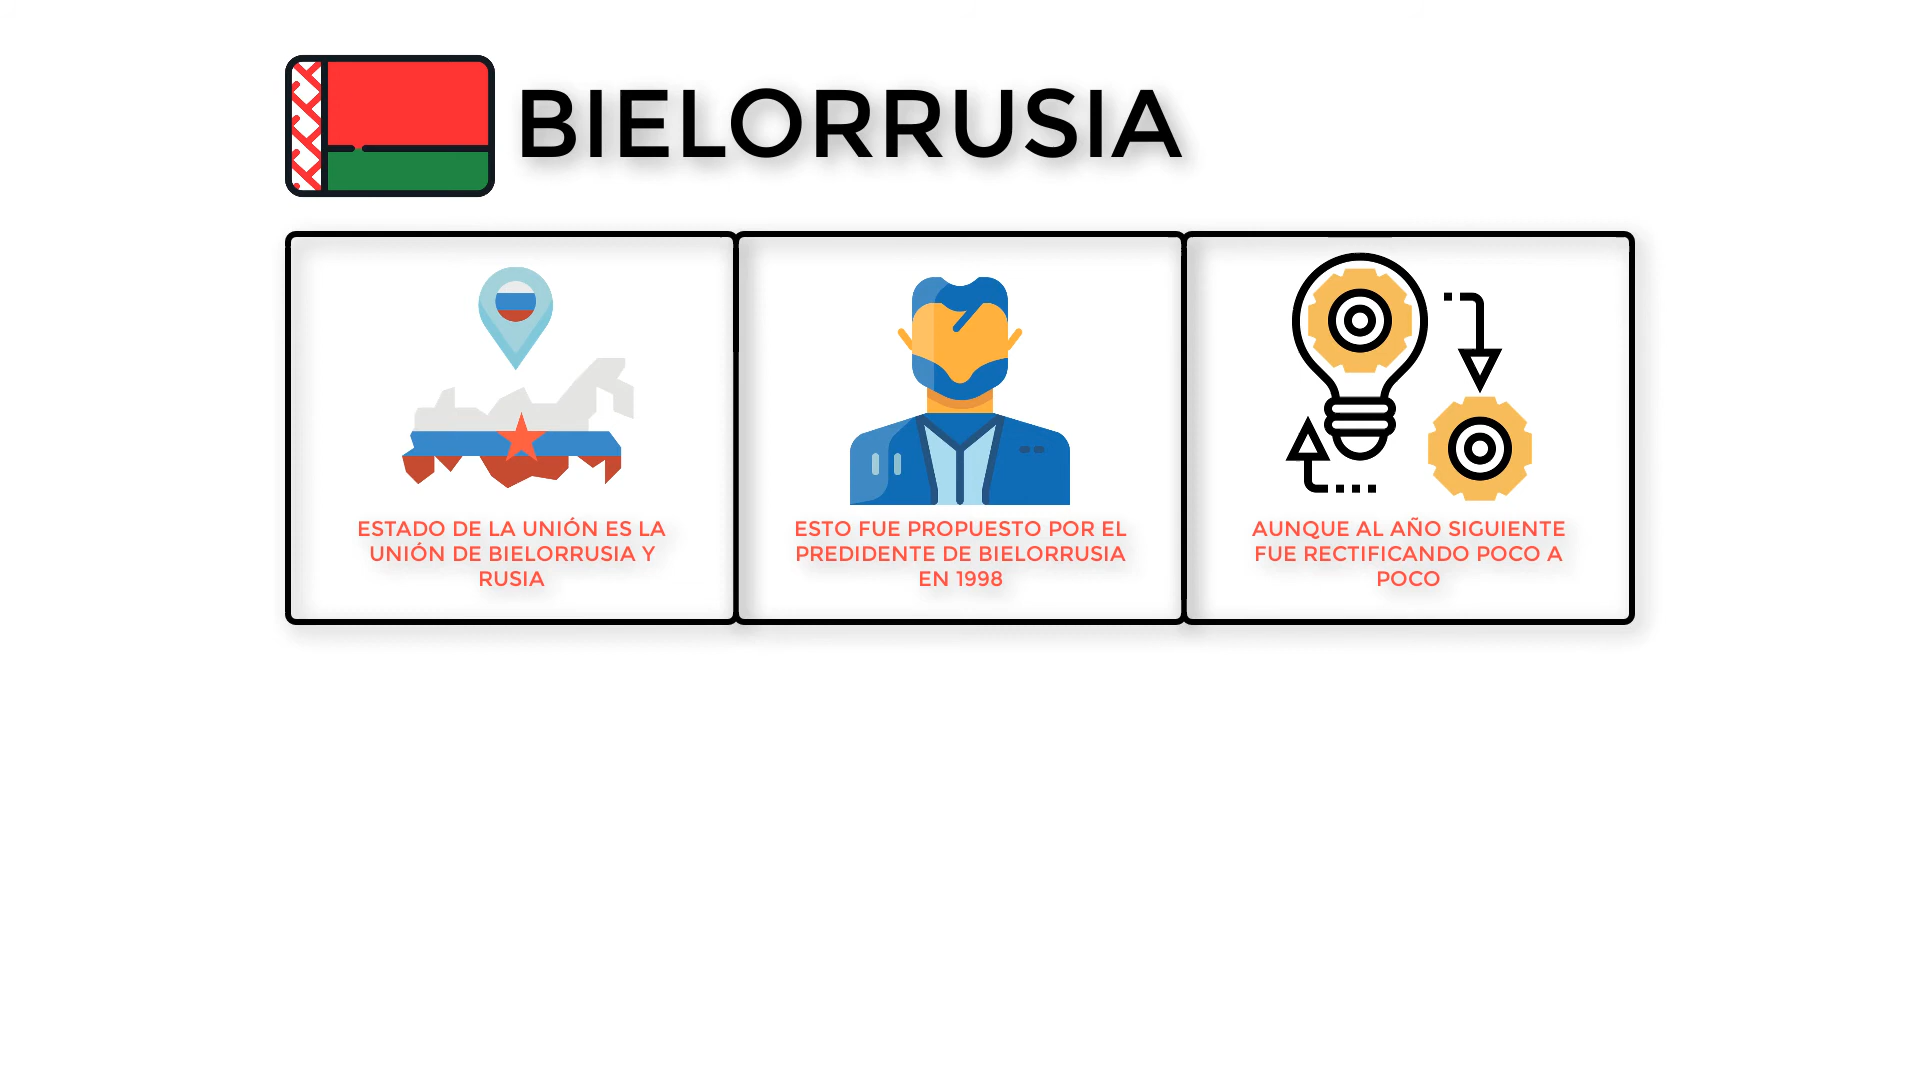 BIELORRUSIA
ESTADO DE LA UNIÓN ES LA
UNIÓN DE BIELORRUSIA Y
RUSIA
ESTO FUE PROPUESTO POR EL
PREDIDENTE DE BIELORRUSIA
EN 1998
AUNQUE AL AÑO SIGUIENTE
FUE RECTIFICANDO POCO A
POCO